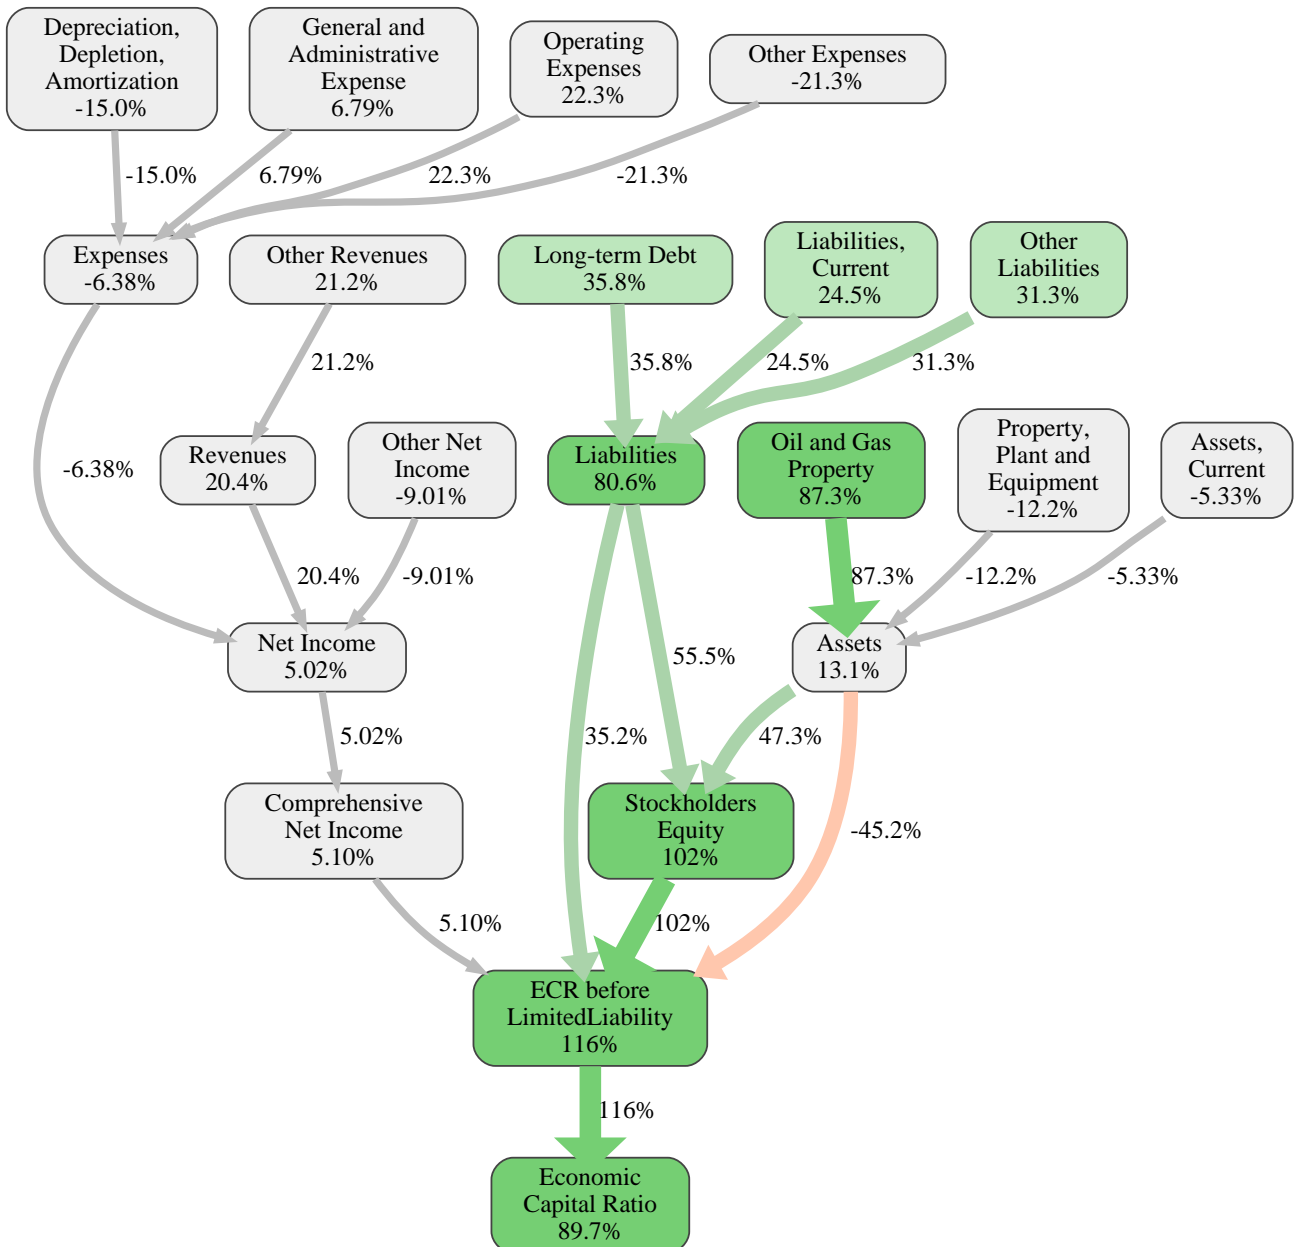 Depreciation,
Depletion,
Amortization
-15.0%
General and
Administrative
Expense
6.79%
Operating
Expenses
22.3%
Other Expenses
-21.3%
-15.0%
6.79%
22.3%
-21.3%
Expenses
-6.38%
Other Revenues
21.2%
Long-term Debt
35.8%
Liabilities,
Current
24.5%
Other
Liabilities
31.3%
21.2%
35.8%
24.5%
31.3%
-6.38%
Revenues
20.4%
Other Net
Income
-9.01%
Liabilities
80.6%
Oil and Gas
Property
87.3%
Property,
Plant and
Equipment
-12.2%
Assets,
Current
-5.33%
20.4%
-9.01%
87.3%
-12.2%
-5.33%
Net Income
5.02%
55.5%
Assets
13.1%
5.02%
35.2%
47.3%
Comprehensive
Net Income
5.10%
Stockholders
Equity
102%
-45.2%
5.10%
102%
ECR before
LimitedLiability
116%
116%
Economic
Capital Ratio
89.7%